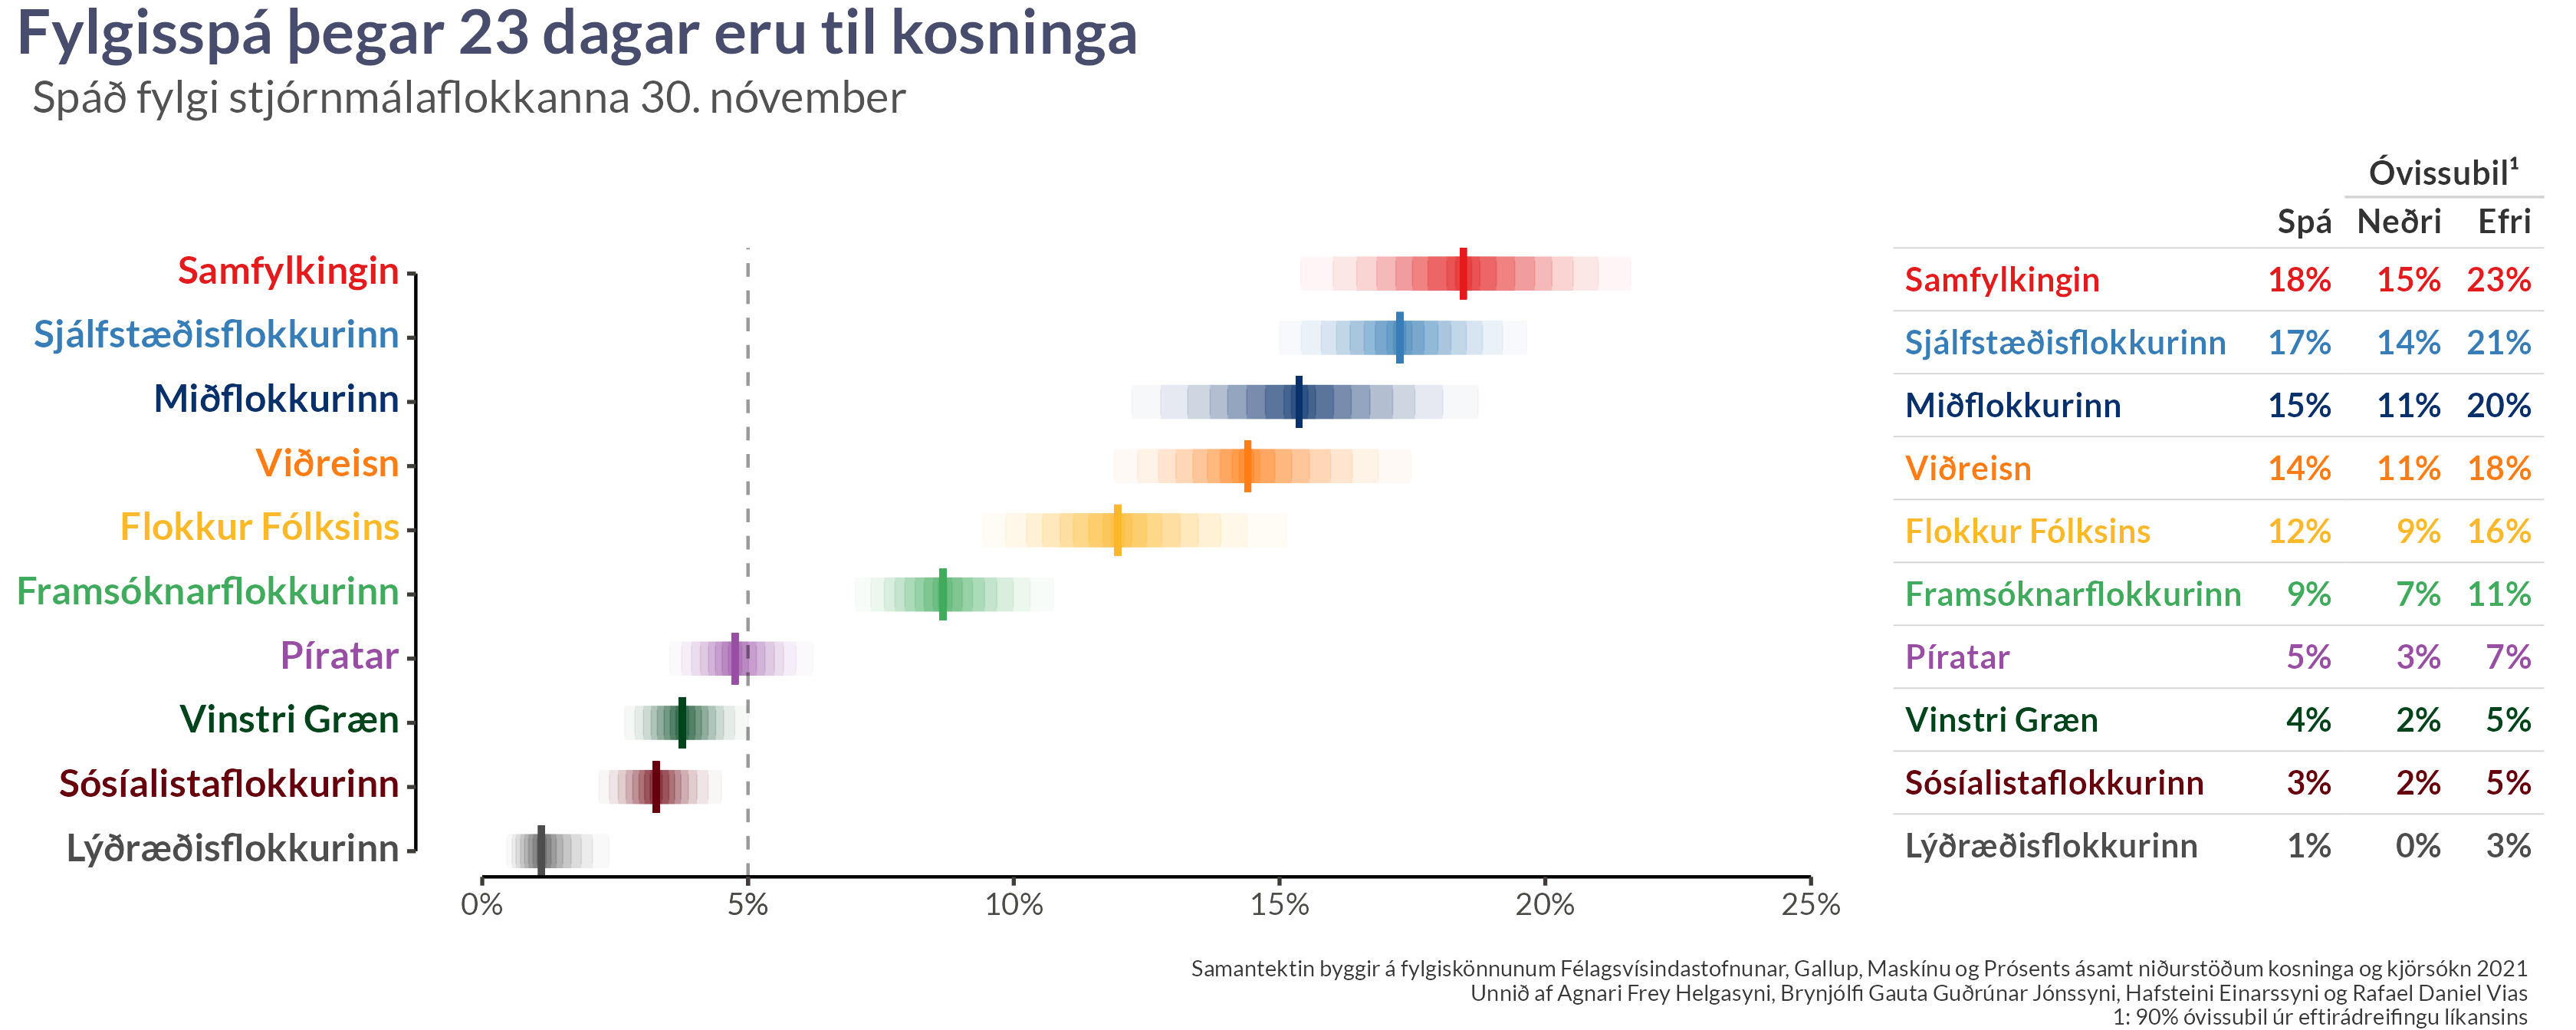 Fylgisspá þegar 23 dagar eru til kosninga
Spáð fylgi stjórnmálaflokkanna 30. nóvember
Samfylkingin
Sjálfstæðisflokkurinn
Miðflokkurinn
Viðreisn
Flokkur Fólksins
Framsóknarflokkurinn
Píratar
Vinstri Græn
Sósíalistaflokkurinn
Lýðræðisflokkurinn
0% 5% 10% 15% 20% 25%
Óvissubil¹
Spá Neðri Efri
Samfylkingin 18% 15% 23%
Sjálfstæðisflokkurinn 17% 14% 21%
Miðflokkurinn 15% 11% 20%
Viðreisn 14% 11% 18%
Flokkur Fólksins 12% 9% 16%
Framsóknarflokkurinn 9% 7% 11%
Píratar 5% 3% 7%
Vinstri Græn 4% 2% 5%
Sósíalistaflokkurinn 3% 2% 5%
Lýðræðisflokkurinn 1% 0% 3%
Samantektin byggir á fylgiskönnunum Félagsvísindastofnunar, Gallup, Maskínu og Prósents ásamt niðurstöðum kosninga og kjörsókn 2021
Unnið af Agnari Frey Helgasyni, Brynjólfi Gauta Guðrúnar Jónssyni, Hafsteini Einarssyni og Rafael Daniel Vias
1: 90% óvissubil úr eftirádreifingu líkansins